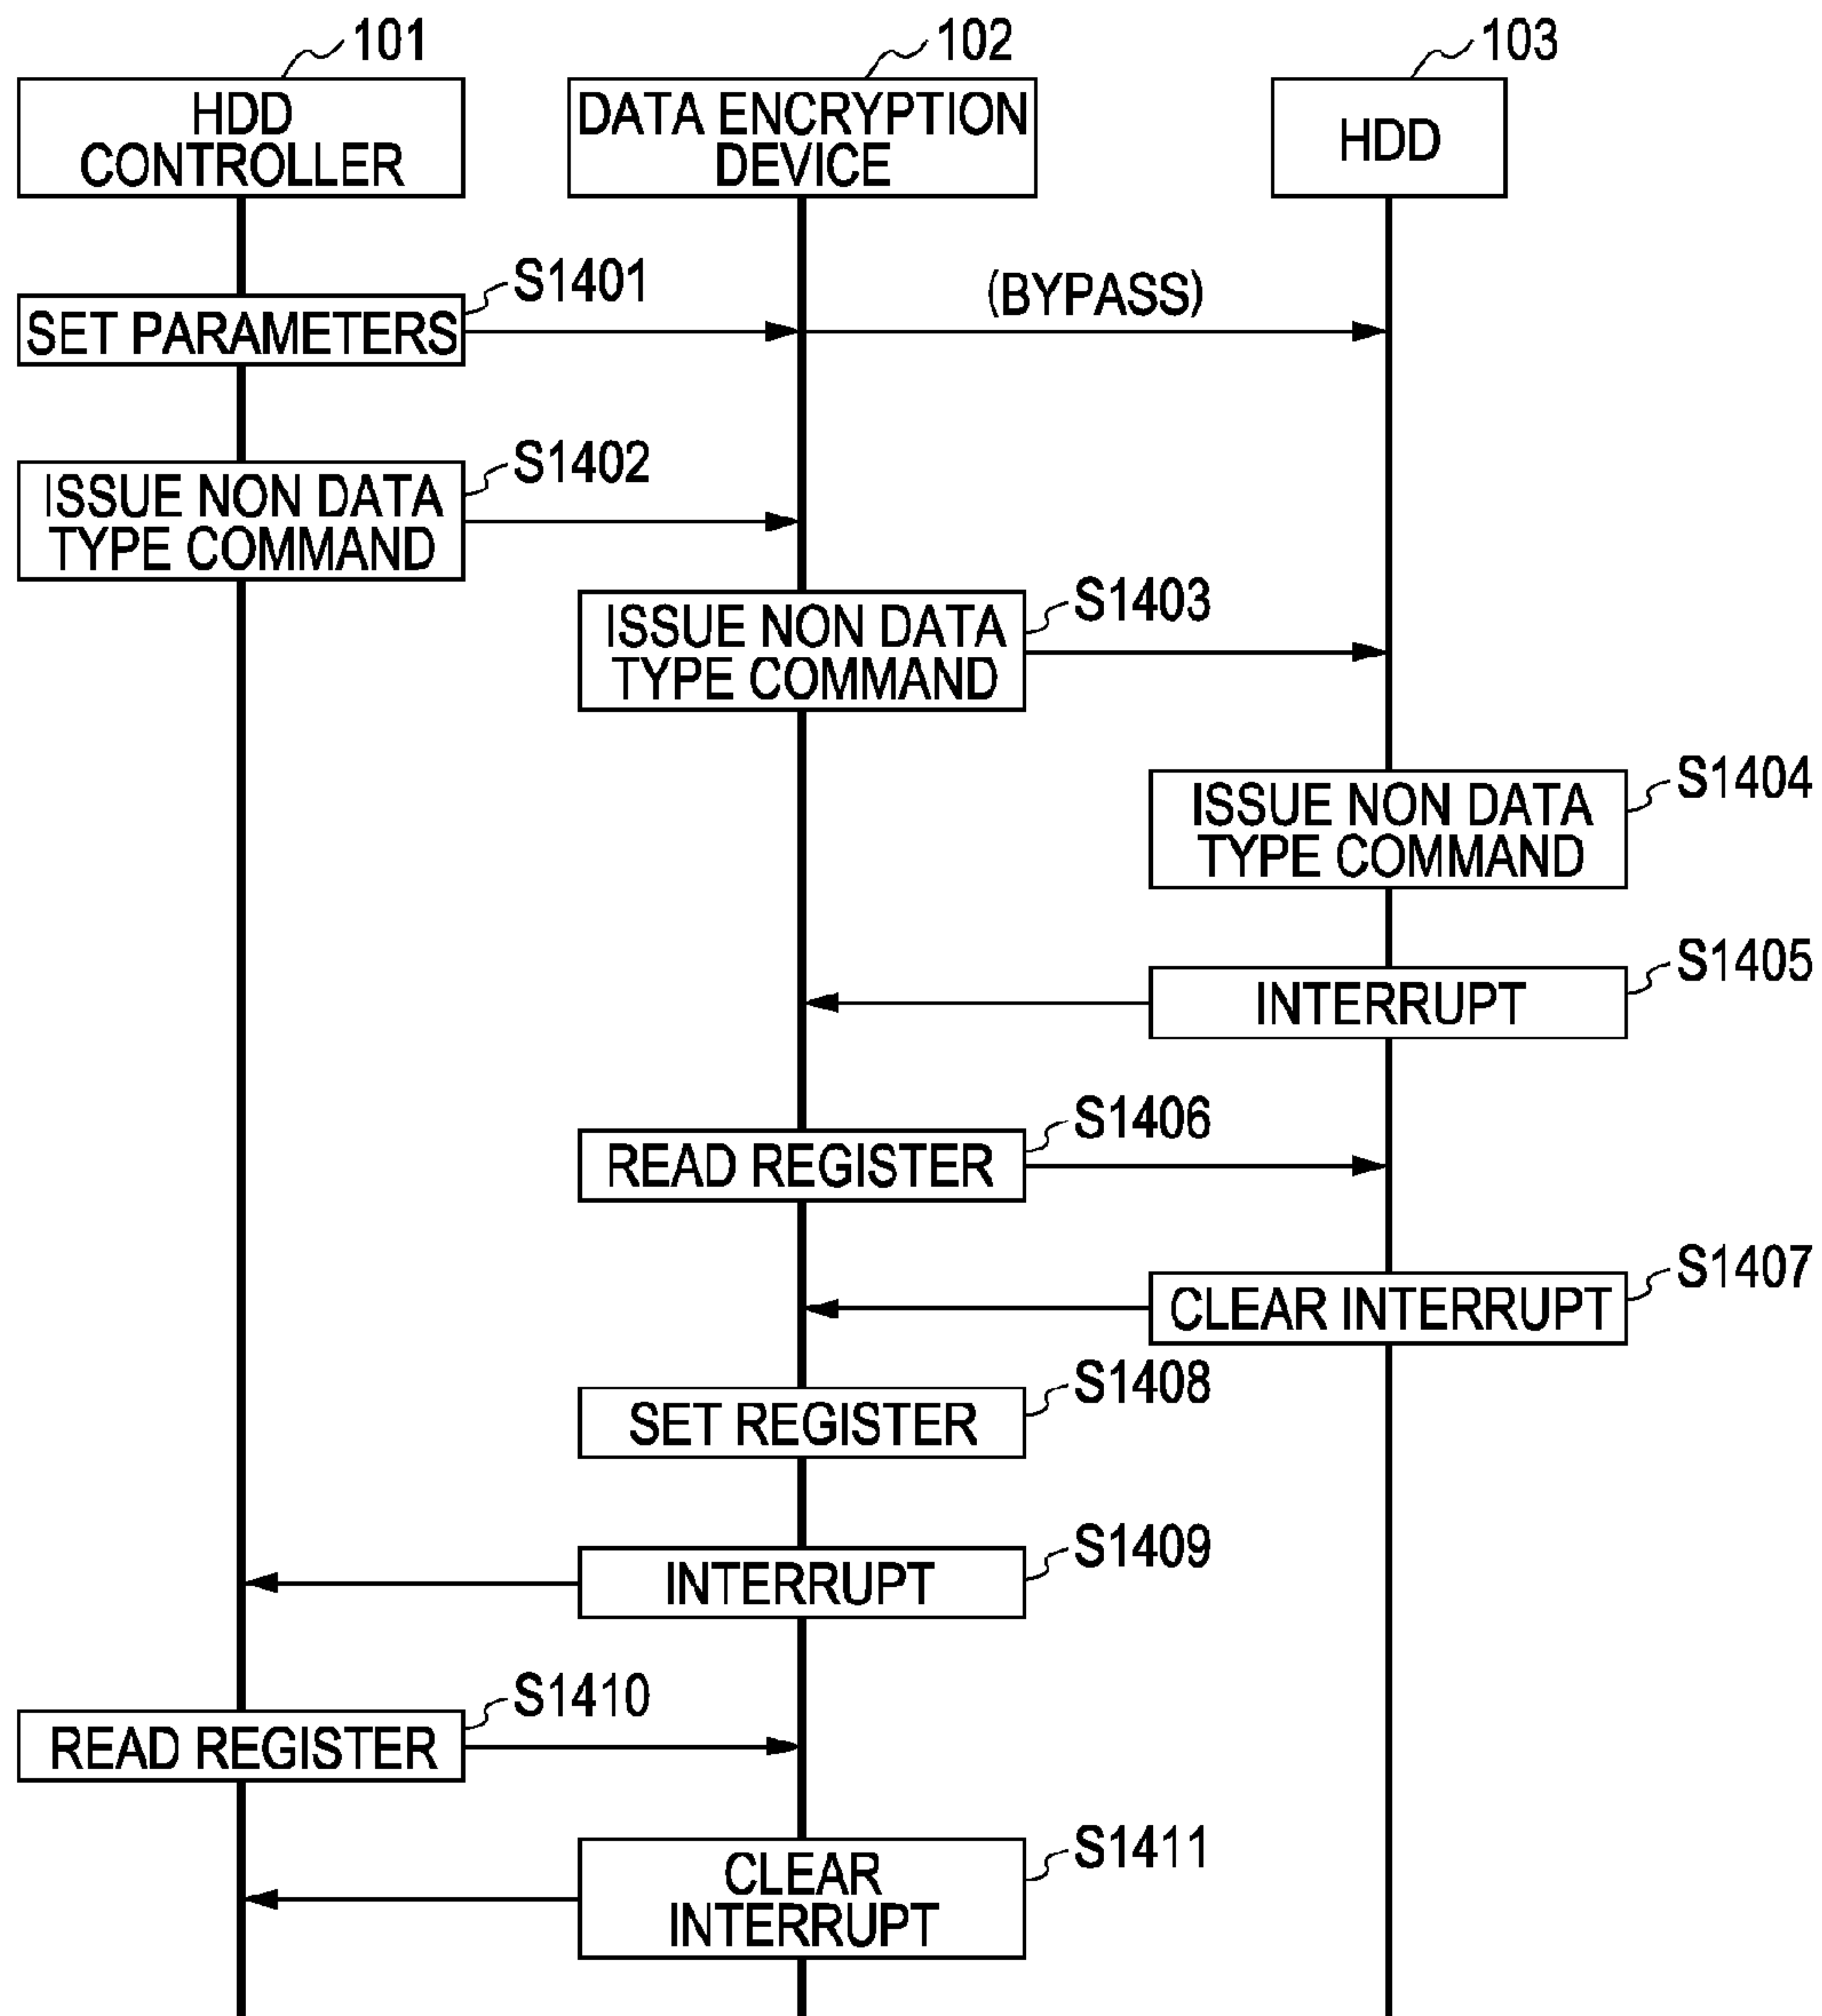 101
102
103
HDD
CONTROLLER
DATA ENCRYPTION
DEVICE
HDD
S1401
(BYPASS)
SET PARAMETERS
S1402
ISSUE NON DATA
TYPE COMMAND
S1403
ISSUE NON DATA
TYPE COMMAND
S1404
ISSUE NON DATA
TYPE COMMAND
S1405
INTERRUPT
S1406
READ REGISTER
S1407
CLEAR INTERRUPT
S1408
SET REGISTER
S1409
INTERRUPT
S1410
READ REGISTER
S1411
CLEAR
INTERRUPT